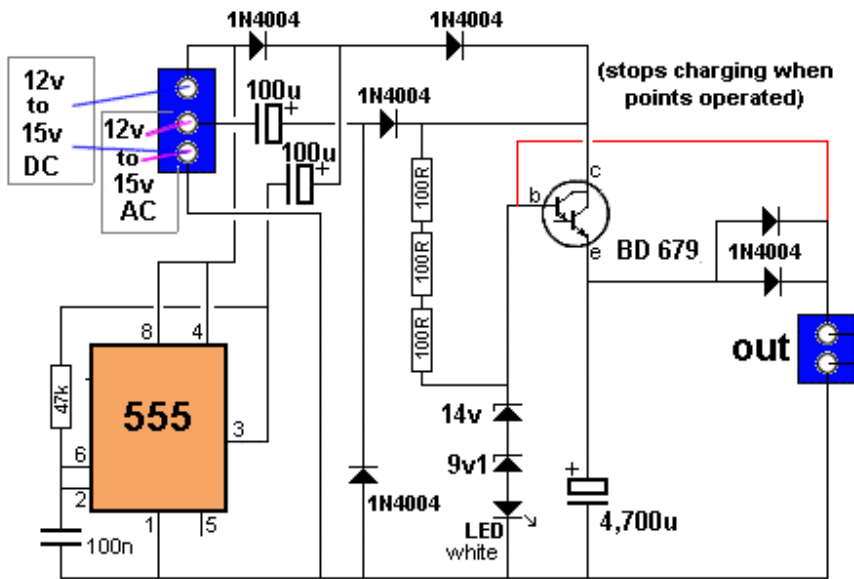 1N4004
1N4004
12v
to
15v
DC
12v
to
15v
AC
100u
+
100u
+
1N4004
(stops charging when
points operated)
100R
100R
100R
b
c
e
BD 679
1N4004
out
8
4
47k
555
3
6
2
1
5
100n
14v
9v1
1N4004
LED
white
+
4,700u